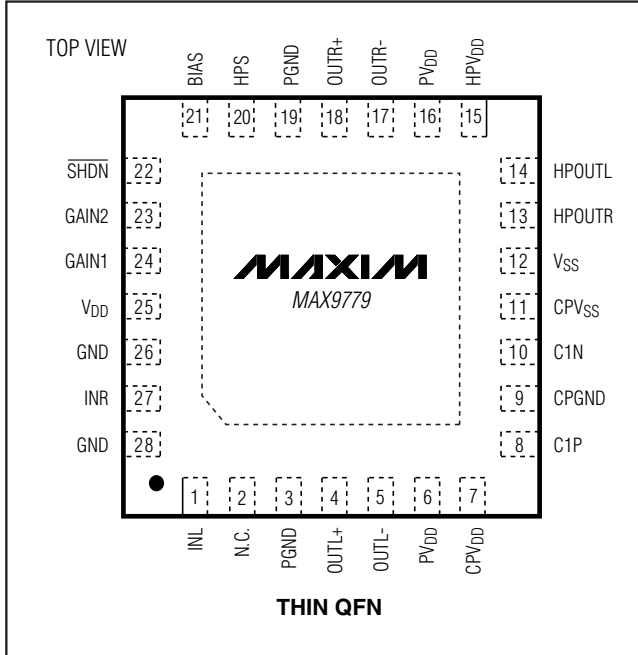 TOP VIEW
BIAS HPS PGND OUTR+ OUTR- PVDD HPVDD
21 20 19 18 17 16 15
SHDN 22
GAIN2 23
GAIN1 24
VDD 25
GND 26
INR 27
GND 28
14 HPOUTL
13 HPOUTR
12 VSS
11 CPVSS
10 C1N
9 CPGND
8 C1P
MAXIM
MAX9779
1 2 3 4 5 6 7
INL N.C. PGND OUTL+ OUTL- PVDD CPVDD
THIN QFN